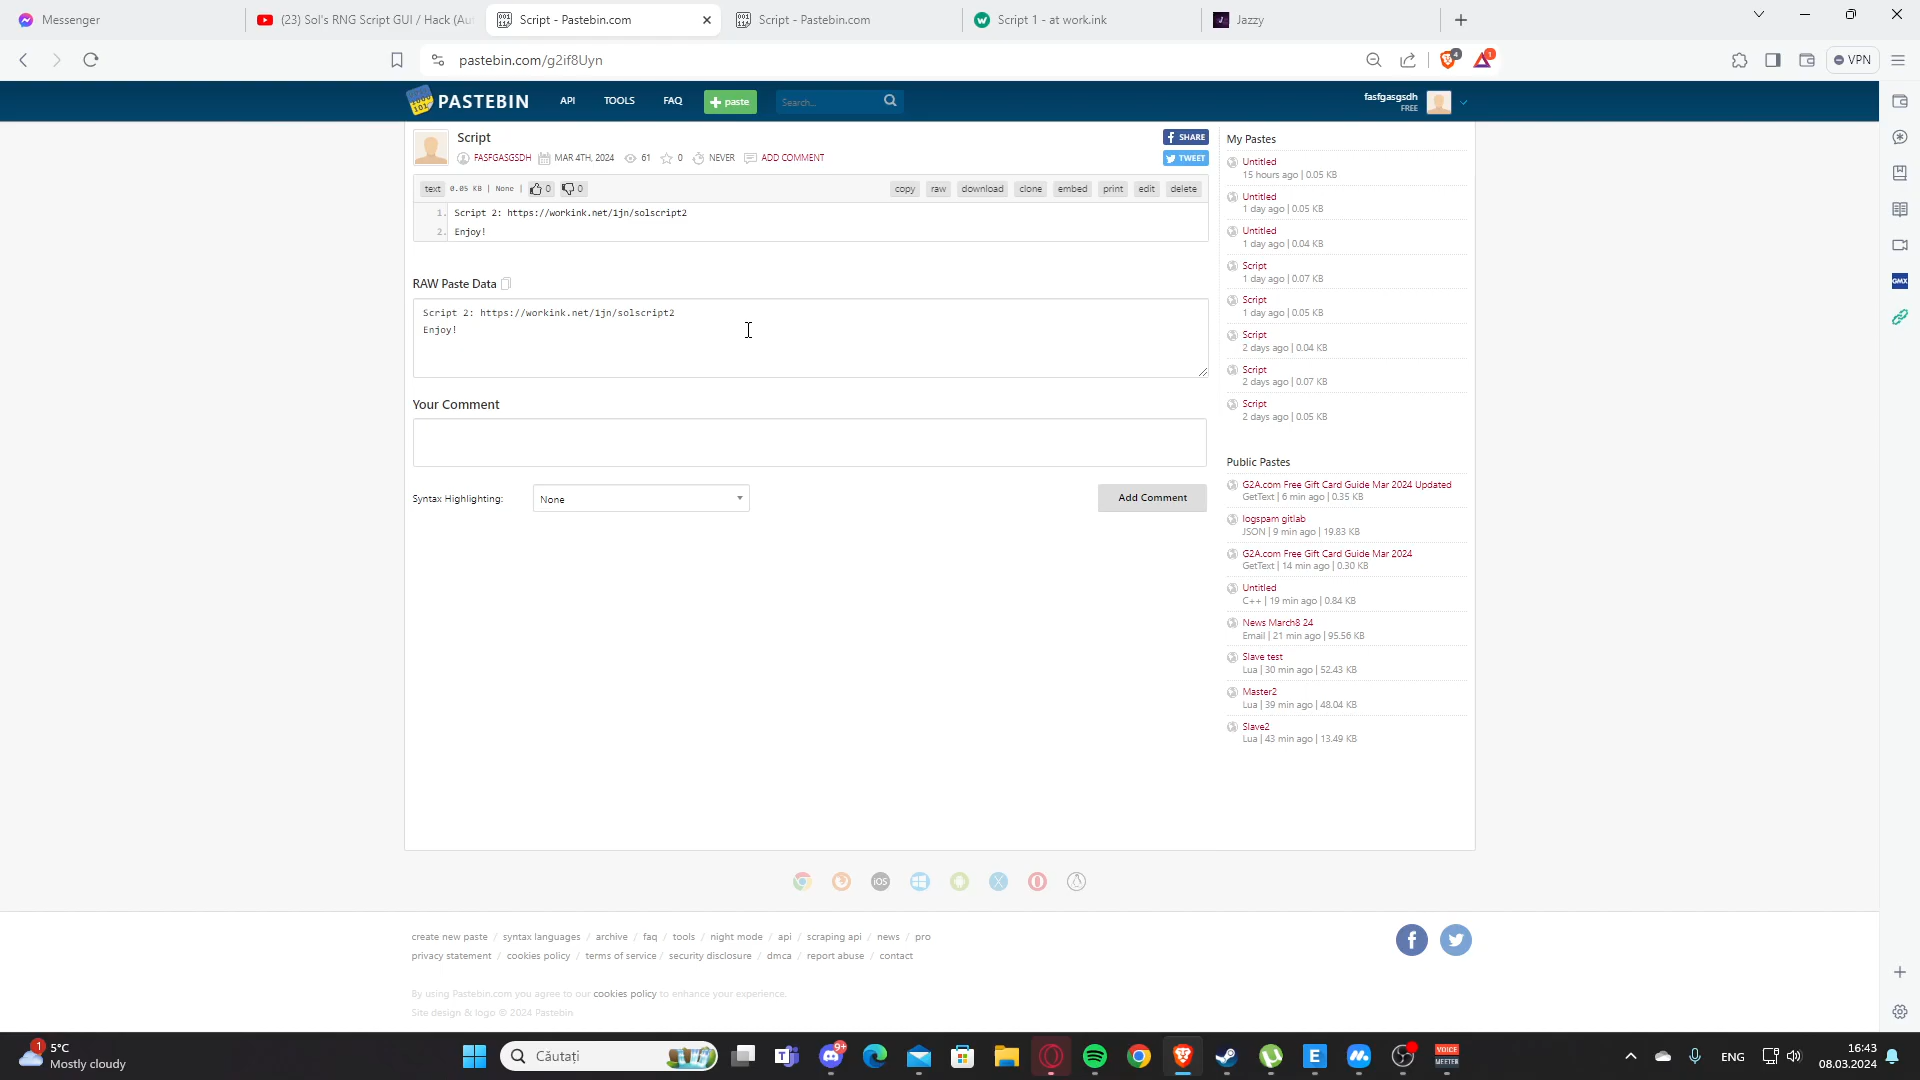 Messenger
(23) Sol's RNG Script GUI / Hack (Au
Script - Pastebin.com
Script - Pastebin.com
Script 1 - at work.ink
Jazzy
pastebin.com/g2if8Uyn
4
1
VPN
PASTEBIN
API
TOOLS
FAQ
+ paste
Search...
fasfgasgsdh
FREE
Script
FASFGASGSDH
MAR 4TH, 2024
61
0
NEVER
ADD COMMENT
SHARE
TWEET
text 0.05 KB | None | 0 0
copy
raw
download
clone
embed
print
edit
delete
1. Script 2: https://workink.net/1jn/solscript2
2. Enjoy!
RAW Paste Data
Script 2: https://workink.net/1jn/solscript2
Enjoy!
Your Comment
Syntax Highlighting:
None
Add Comment
My Pastes
Untitled
15 hours ago | 0.05 KB
Untitled
1 day ago | 0.05 KB
Untitled
1 day ago | 0.04 KB
Script
1 day ago | 0.07 KB
Script
1 day ago | 0.05 KB
Script
2 days ago | 0.04 KB
Script
2 days ago | 0.07 KB
Script
2 days ago | 0.05 KB
Public Pastes
G2A.com Free Gift Card Guide Mar 2024 Updated
GetText | 6 min ago | 0.35 KB
logspam gitlab
JSON | 9 min ago | 19.83 KB
G2A.com Free Gift Card Guide Mar 2024
GetText | 14 min ago | 0.30 KB
Untitled
C++ | 19 min ago | 0.84 KB
News March8 24
Email | 21 min ago | 95.56 KB
Slave test
Lua | 30 min ago | 52.43 KB
Master2
Lua | 39 min ago | 48.04 KB
Slave2
Lua | 43 min ago | 13.49 KB
GMX
iOS
create new paste / syntax languages / archive / faq / tools / night mode / api / scraping api / news / pro
privacy statement / cookies policy / terms of service / security disclosure / dmca / report abuse / contact
By using Pastebin.com you agree to our cookies policy to enhance your experience.
Site design & logo © 2024 Pastebin
1
5°C
Mostly cloudy
Căutați
9+
VOICE
MEETER
ENG
16:43
08.03.2024